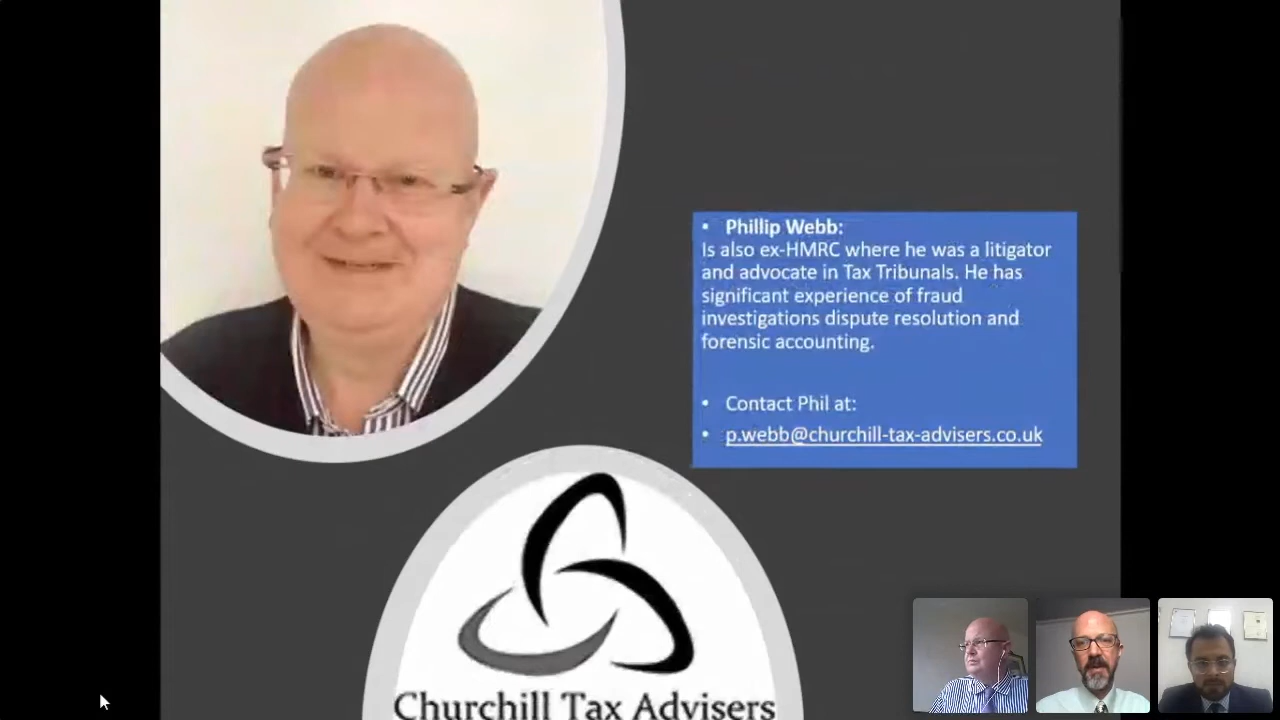 • Phillip Webb:
Is also ex-HMRC where he was a litigator
and advocate in Tax Tribunals. He has
significant experience of fraud
investigations dispute resolution and
forensic accounting.
• Contact Phil at:
• p.webb@churchill-tax-advisers.co.uk
Churchill Tax Advisers